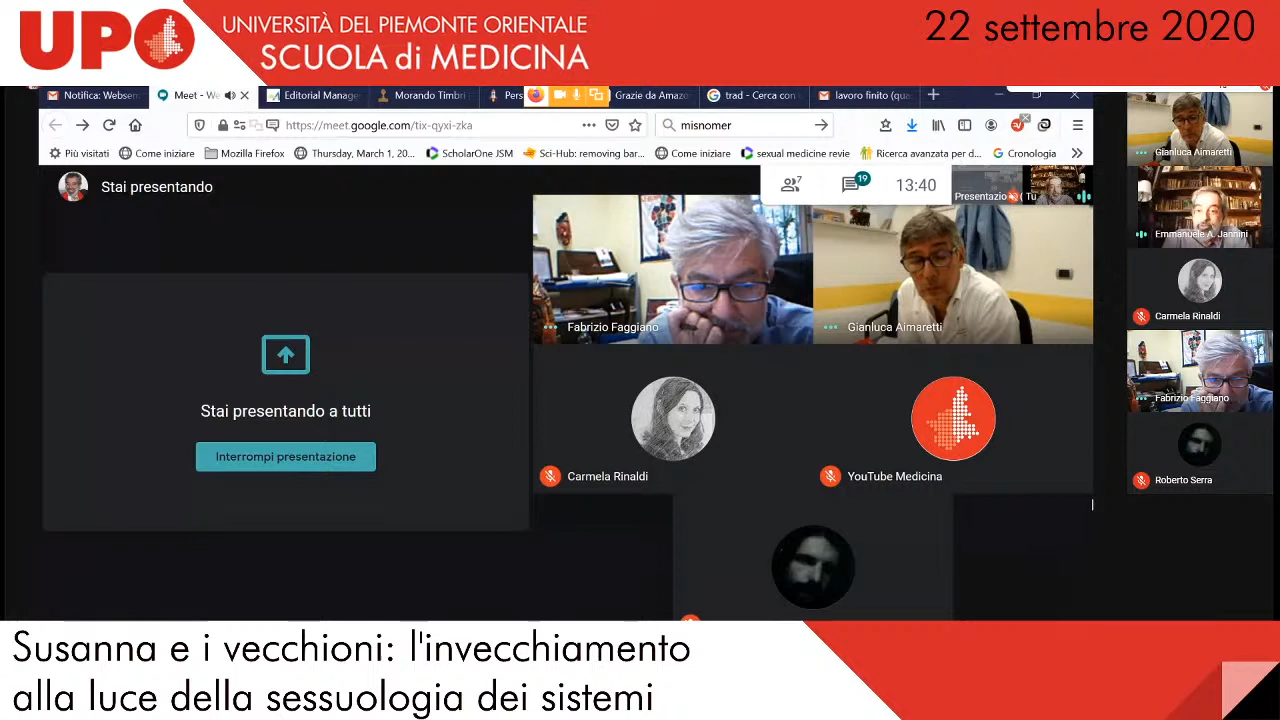 UPO
UNIVERSITÀ DEL PIEMONTE ORIENTALE
SCUOLA di MEDICINA
22 settembre 2020
Notifica: Websem
Meet - We
Editorial Manage
Morando Timbri
Pers
Grazie da Amazo
trad - Cerca con
lavoro finito (qua
https://meet.google.com/tix-qyxi-zka
misnomer
Più visitati
Come iniziare
Mozilla Firefox
Thursday, March 1, 20...
ScholarOne JSM
Sci-Hub: removing bar...
Come iniziare
sexual medicine revie
Ricerca avanzata per d...
Cronologia
Stai presentando
7
19
13:40
Presentazio
( Tu
Stai presentando a tutti
Interrompi presentazione
Fabrizio Faggiano
Gianluca Aimaretti
Carmela Rinaldi
YouTube Medicina
Gianluca Aimaretti
Emmanuele A. Jannini
Carmela Rinaldi
Fabrizio Faggiano
Roberto Serra
Susanna e i vecchioni: l'invecchiamento
alla luce della sessuologia dei sistemi